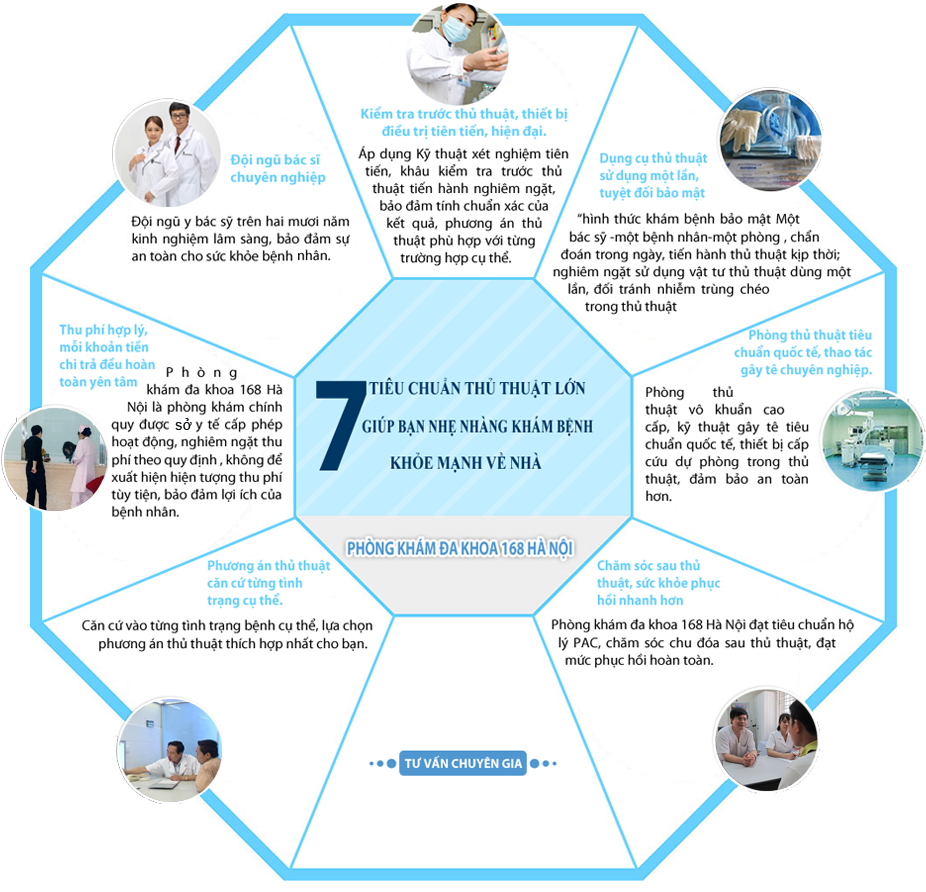 Kiểm tra trước thủ thuật, thiết bị
điều trị tiên tiến, hiện đại.
Áp dụng Kỹ thuật xét nghiệm tiên
tiến, khâu kiểm tra trước thủ
thuật tiến hành nghiêm ngặt,
bảo đảm tính chuẩn xác của
kết quả, phương án thủ
thuật phù hợp với từng
trường hợp cụ thể.
Đội ngũ bác sĩ
chuyên nghiệp
Đội ngũ y bác sỹ trên hai mươi năm
kinh nghiệm lâm sàng, bảo đảm sự
an toàn cho sức khỏe bệnh nhân.
Dụng cụ thủ thuật
sử dụng một lần,
tuyệt đối bảo mật
“hình thức khám bệnh bảo mật Một
bác sỹ -một bệnh nhân-một phòng , chẩn
đoán trong ngày, tiến hành thủ thuật kịp thời;
nghiêm ngặt sử dụng vật tư thủ thuật dùng một
lần, đối tránh nhiễm trùng chéo
trong thủ thuật
Thu phí hợp lý,
mỗi khoản tiền
chi trả đều hoàn
toàn yên tâm
Phòng
khám đa khoa 168 Hà
Nội là phòng khám chính
quy được sở y tế cấp phép
hoạt động, nghiêm ngặt thu
phí theo quy định , không để
xuất hiện hiện tượng thu phí
tùy tiện, bảo đảm lợi ích của
bệnh nhân.
7 TIÊU CHUẨN THỦ THUẬT LỚN
GIÚP BẠN NHẸ NHÀNG KHÁM BỆNH
KHỎE MẠNH VỀ NHÀ
PHÒNG KHÁM ĐA KHOA 168 HÀ NỘI
Phòng thủ thuật tiêu
chuẩn quốc tế, thao tác
gây tê chuyên nghiệp.
Phòng thủ
thuật vô khuẩn cao
cấp, kỹ thuật gây tê tiêu
chuẩn quốc tế, thiết bị cấp
cứu dự phòng trong thủ
thuật, đảm bảo an toàn
hơn.
Phương án thủ thuật
căn cứ từng tình
trạng cụ thể.
Căn cứ vào từng tình trạng bệnh cụ thể, lựa chọn
phương án thủ thuật thích hợp nhất cho bạn.
Chăm sóc sau thủ
thuật, sức khỏe phục
hồi nhanh hơn
Phòng khám đa khoa 168 Hà Nội đạt tiêu chuẩn hộ
lý PAC, chăm sóc chu đóa sau thủ thuật, đạt
mức phục hồi hoàn toàn.
TƯ VẤN CHUYÊN GIA